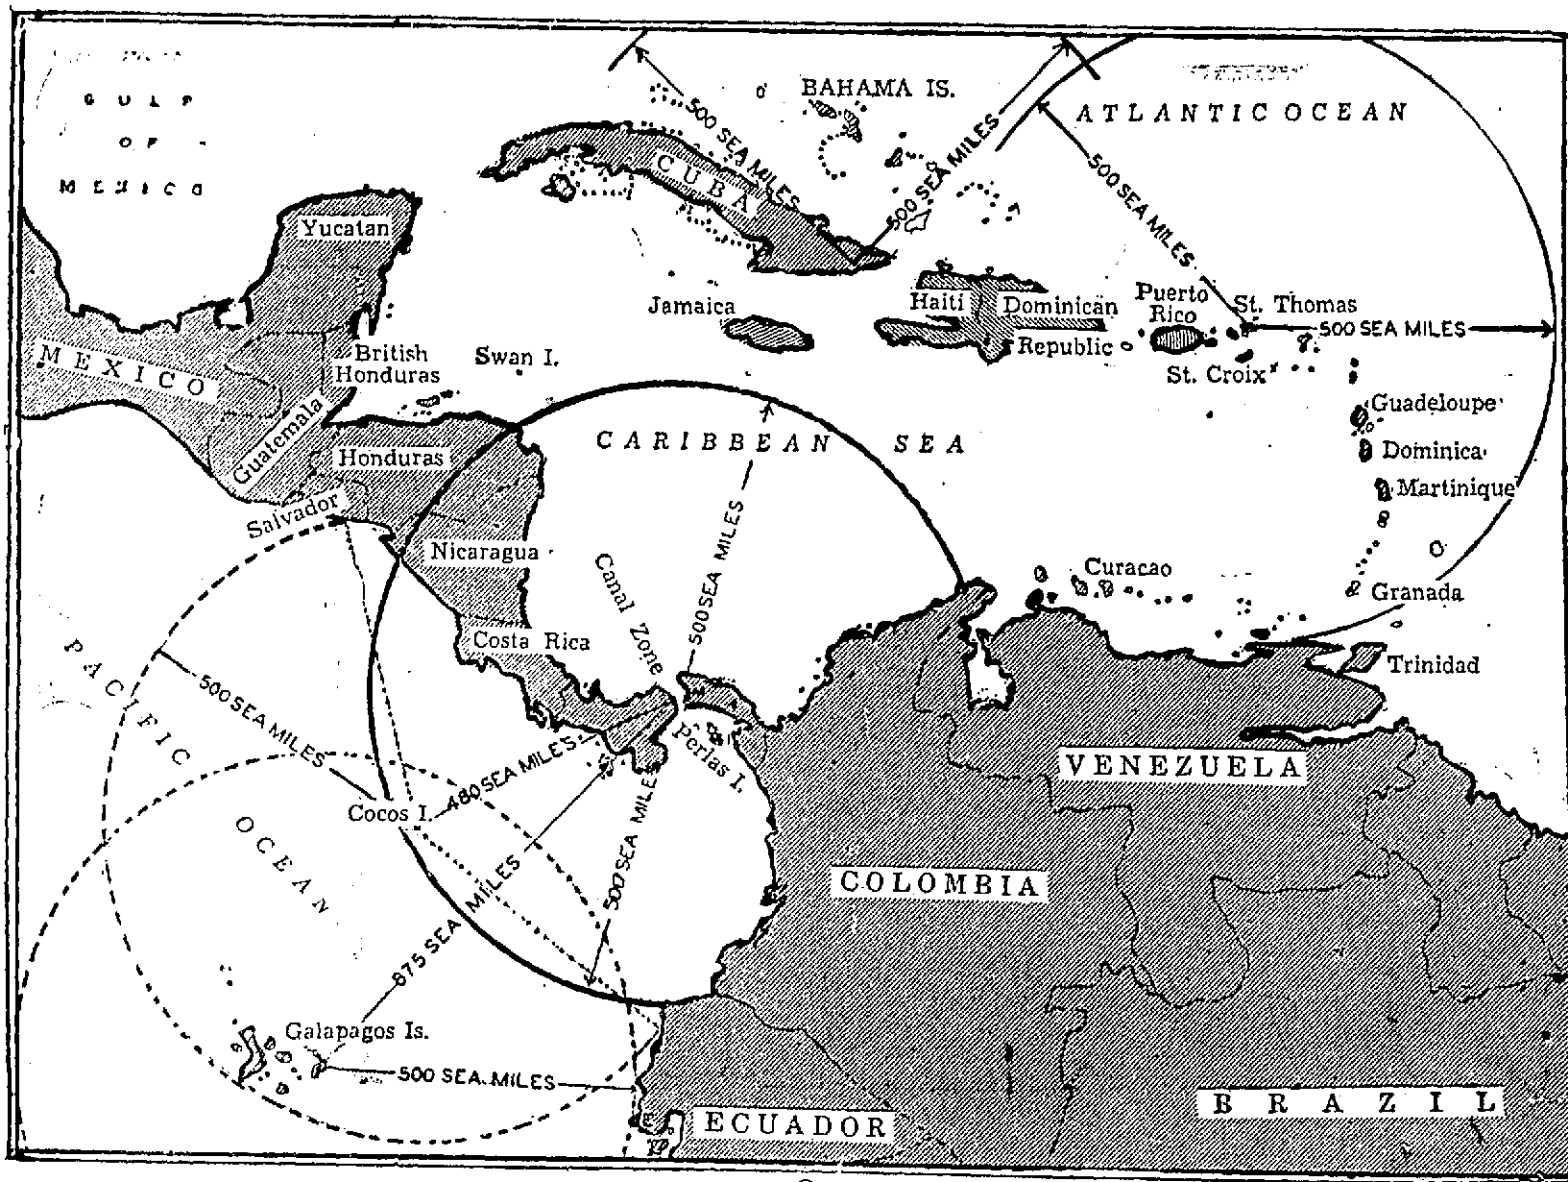 GULF
OF
MEXICO
BAHAMA IS.
ATLANTIC OCEAN
500 SEA MILES
500 SEA MILES
500 SEA MILES
CUBA
Yucatan
Jamaica
Haiti
Dominican
Republic
Puerto
Rico
St. Thomas
500 SEA MILES
St. Croix
MEXICO
British
Honduras
Swan I.
Guatemala
Honduras
CARIBBEAN SEA
Guadeloupe
Dominica
Martinique
Salvador
Nicaragua
Canal Zone
500 SEA MILES
Curacao
Granada
Costa Rica
Trinidad
PACIFIC
OCEAN
500 SEA MILES
Perlas I.
480 SEA MILES
Cocos I.
500 SEA MILES
875 SEA MILES
VENEZUELA
COLOMBIA
Galapagos Is.
500 SEA MILES
ECUADOR
BRAZIL